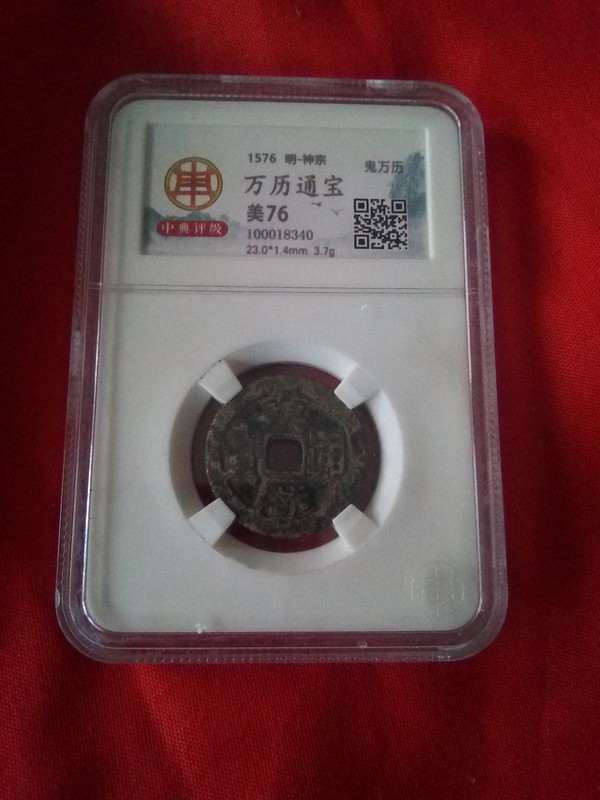 1576 明-神宗
鬼万历
万历通宝
美76
100018340
23.0*1.4mm 3.7g
中典评级